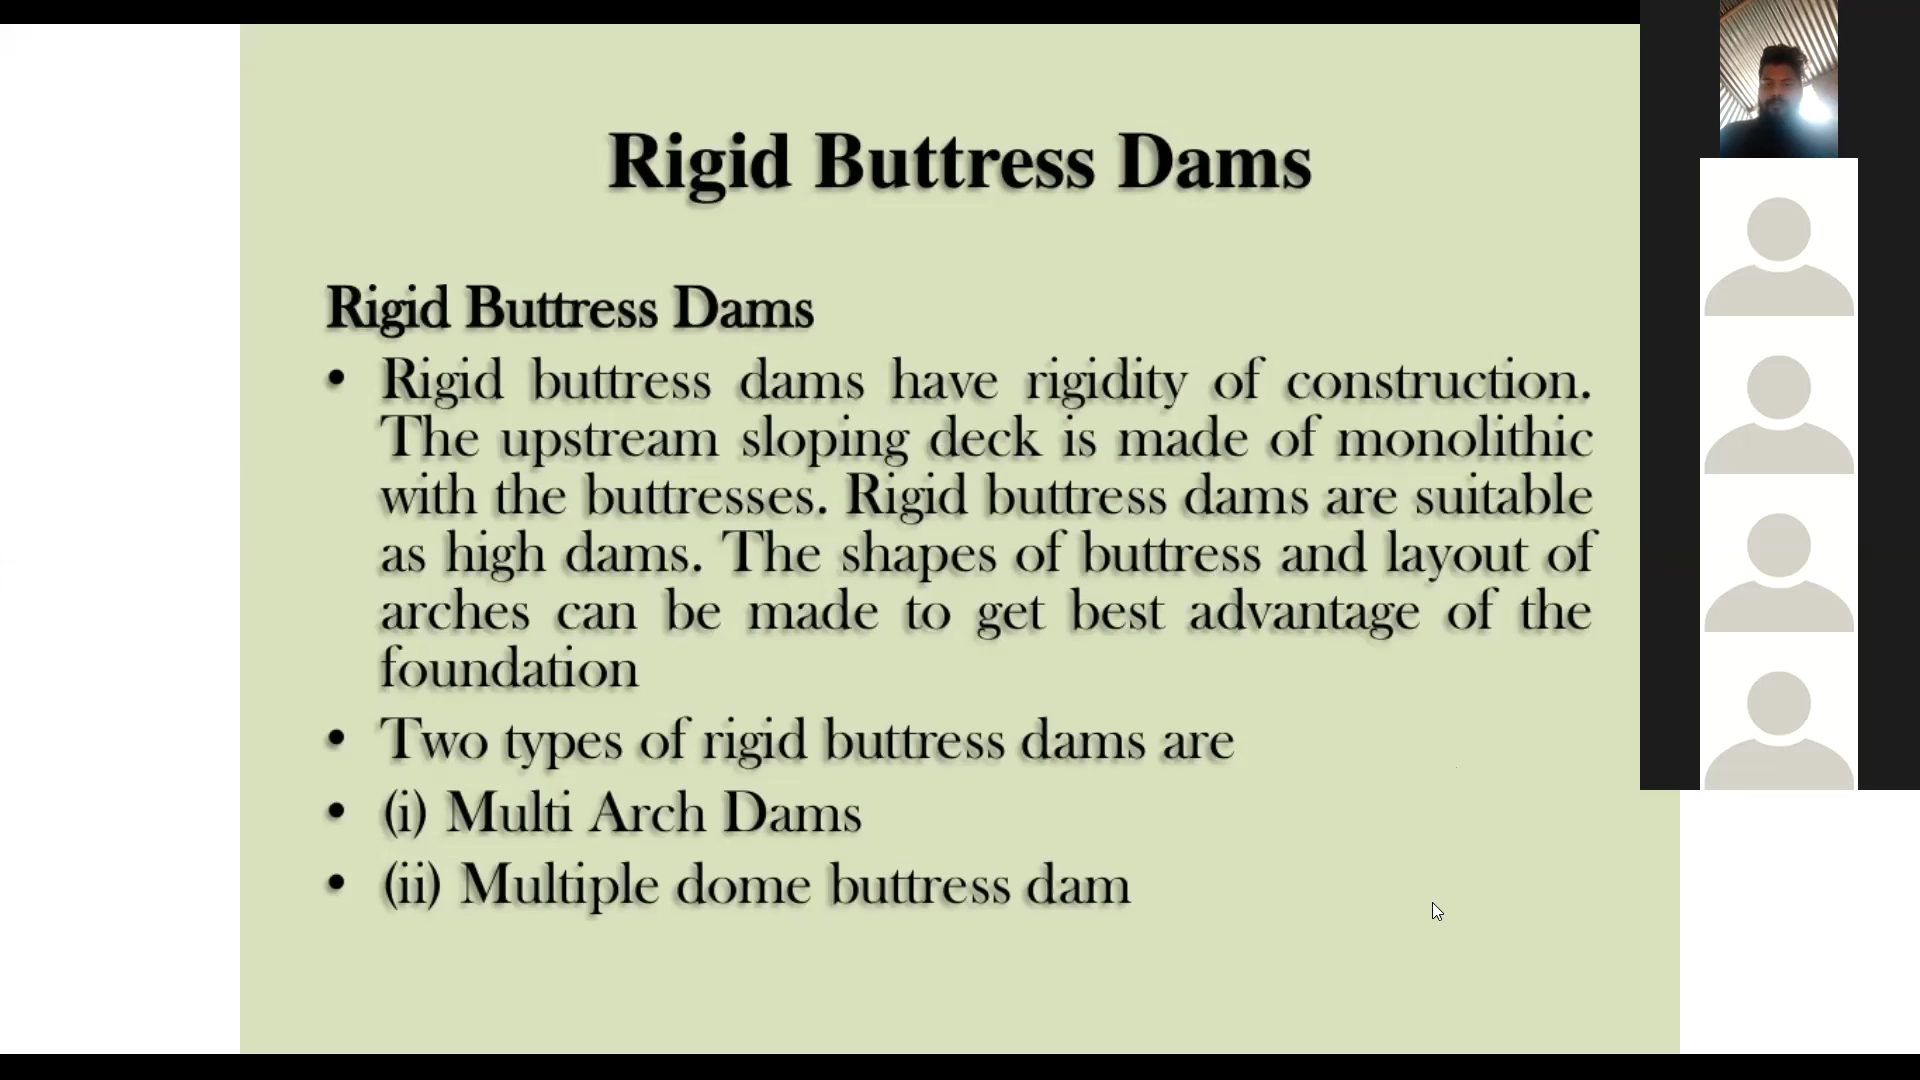 Rigid Buttress Dams
Rigid Buttress Dams
• Rigid buttress dams have rigidity of construction.
The upstream sloping deck is made of monolithic
with the buttresses. Rigid buttress dams are suitable
as high dams. The shapes of buttress and layout of
arches can be made to get best advantage of the
foundation
• Two types of rigid buttress dams are
• (i) Multi Arch Dams
• (ii) Multiple dome buttress dam